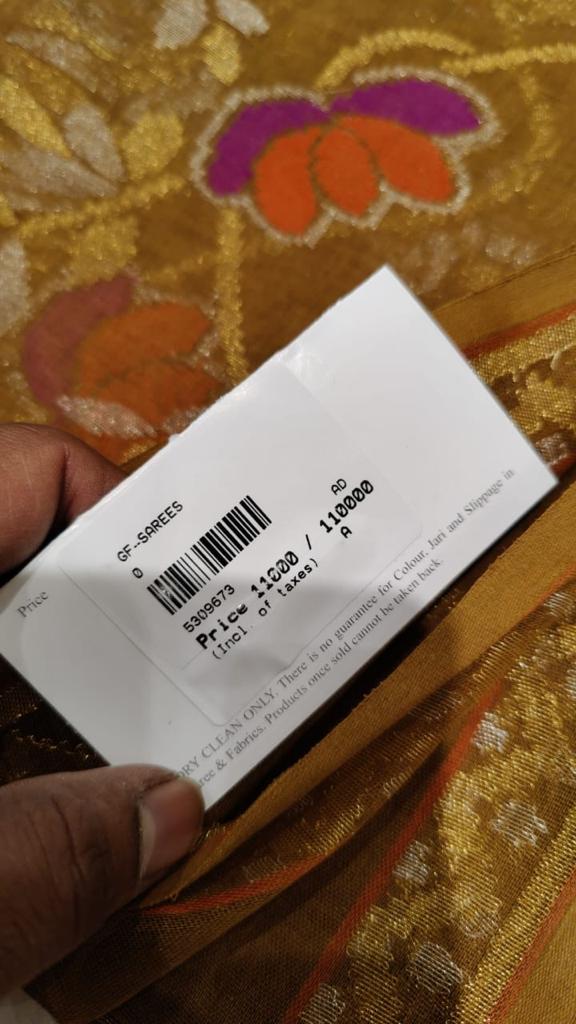 Price
GF-SAREES
0
AD
5309673
Price 11000 / 110000
(Incl. of taxes) A
DRY CLEAN ONLY. There is no guarantee for Colour, Jari and Slippage in
& Fabrics. Products once sold cannot be taken back.